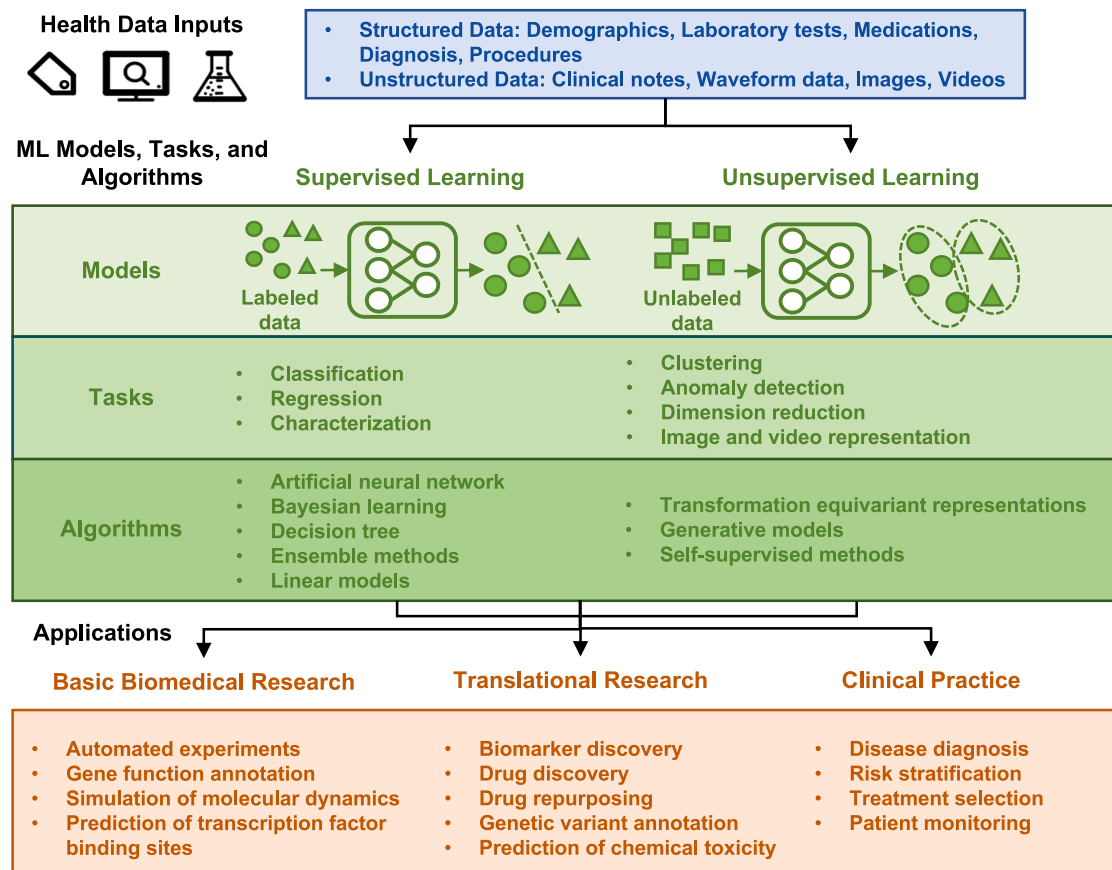 Health Data Inputs
• Structured Data: Demographics, Laboratory tests, Medications,
Diagnosis, Procedures
• Unstructured Data: Clinical notes, Waveform data, Images, Videos
ML Models, Tasks, and
Algorithms
Supervised Learning
Unsupervised Learning
Models
Labeled
data
Unlabeled
data
Tasks
• Classification
• Regression
• Characterization
• Clustering
• Anomaly detection
• Dimension reduction
• Image and video representation
Algorithms
• Artificial neural network
• Bayesian learning
• Decision tree
• Ensemble methods
• Linear models
• Transformation equivariant representations
• Generative models
• Self-supervised methods
Applications
Basic Biomedical Research
Translational Research
Clinical Practice
• Automated experiments
• Gene function annotation
• Simulation of molecular dynamics
• Prediction of transcription factor
binding sites
• Biomarker discovery
• Drug discovery
• Drug repurposing
• Genetic variant annotation
• Prediction of chemical toxicity
• Disease diagnosis
• Risk stratification
• Treatment selection
• Patient monitoring